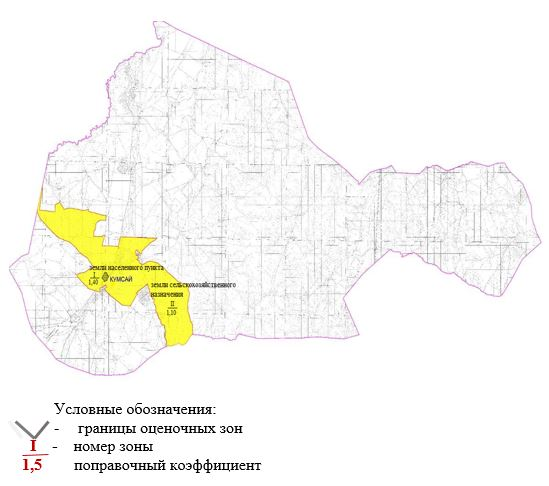 земли населенного пункта
I
1,40
КУМСАЙ
земли сельскохозяйственного
назначения
II
1,10
Условные обозначения:
- границы оценочных зон
I - номер зоны
1,5 поправочный коэффициент